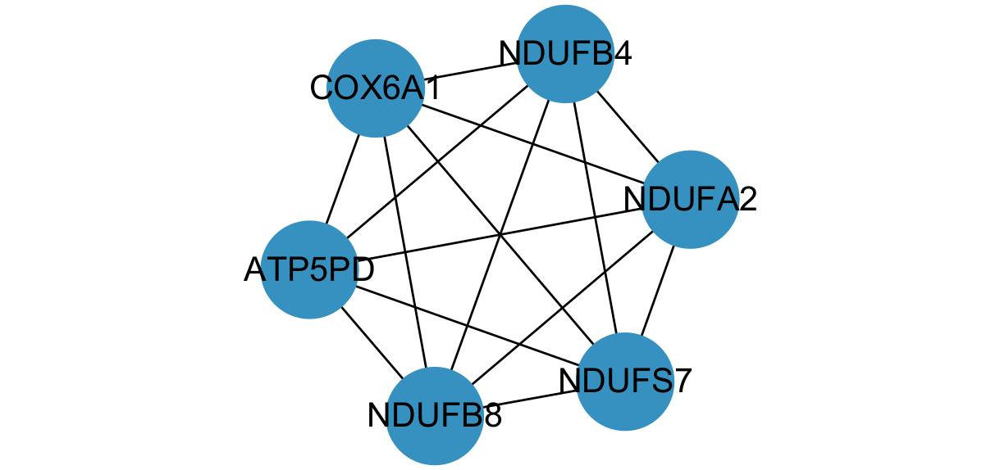 NDUFB4
COX6A1
NDUFA2
ATP5PD
NDUFS7
NDUFB8